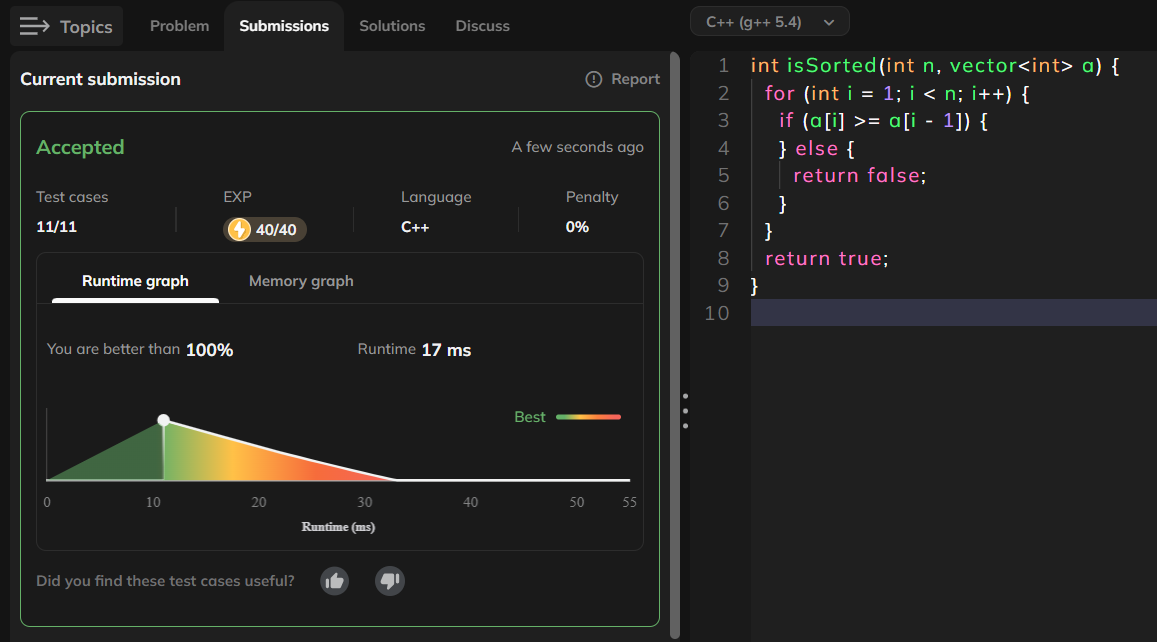 Topics
Problem Submissions Solutions Discuss
Current submission
Report
Accepted
A few seconds ago
Test cases EXP Language Penalty
11/11 40/40 C++ 0%
Runtime graph Memory graph
You are better than 100% Runtime 17 ms
Best
0 10 20 30 40 50 55
Runtime (ms)
Did you find these test cases useful?
C++ (g++ 5.4)
1 int isSorted(int n, vector<int> a) {
2   for (int i = 1; i < n; i++) {
3     if (a[i] >= a[i - 1]) {
4     } else {
5       return false;
6     }
7   }
8   return true;
9 }
10